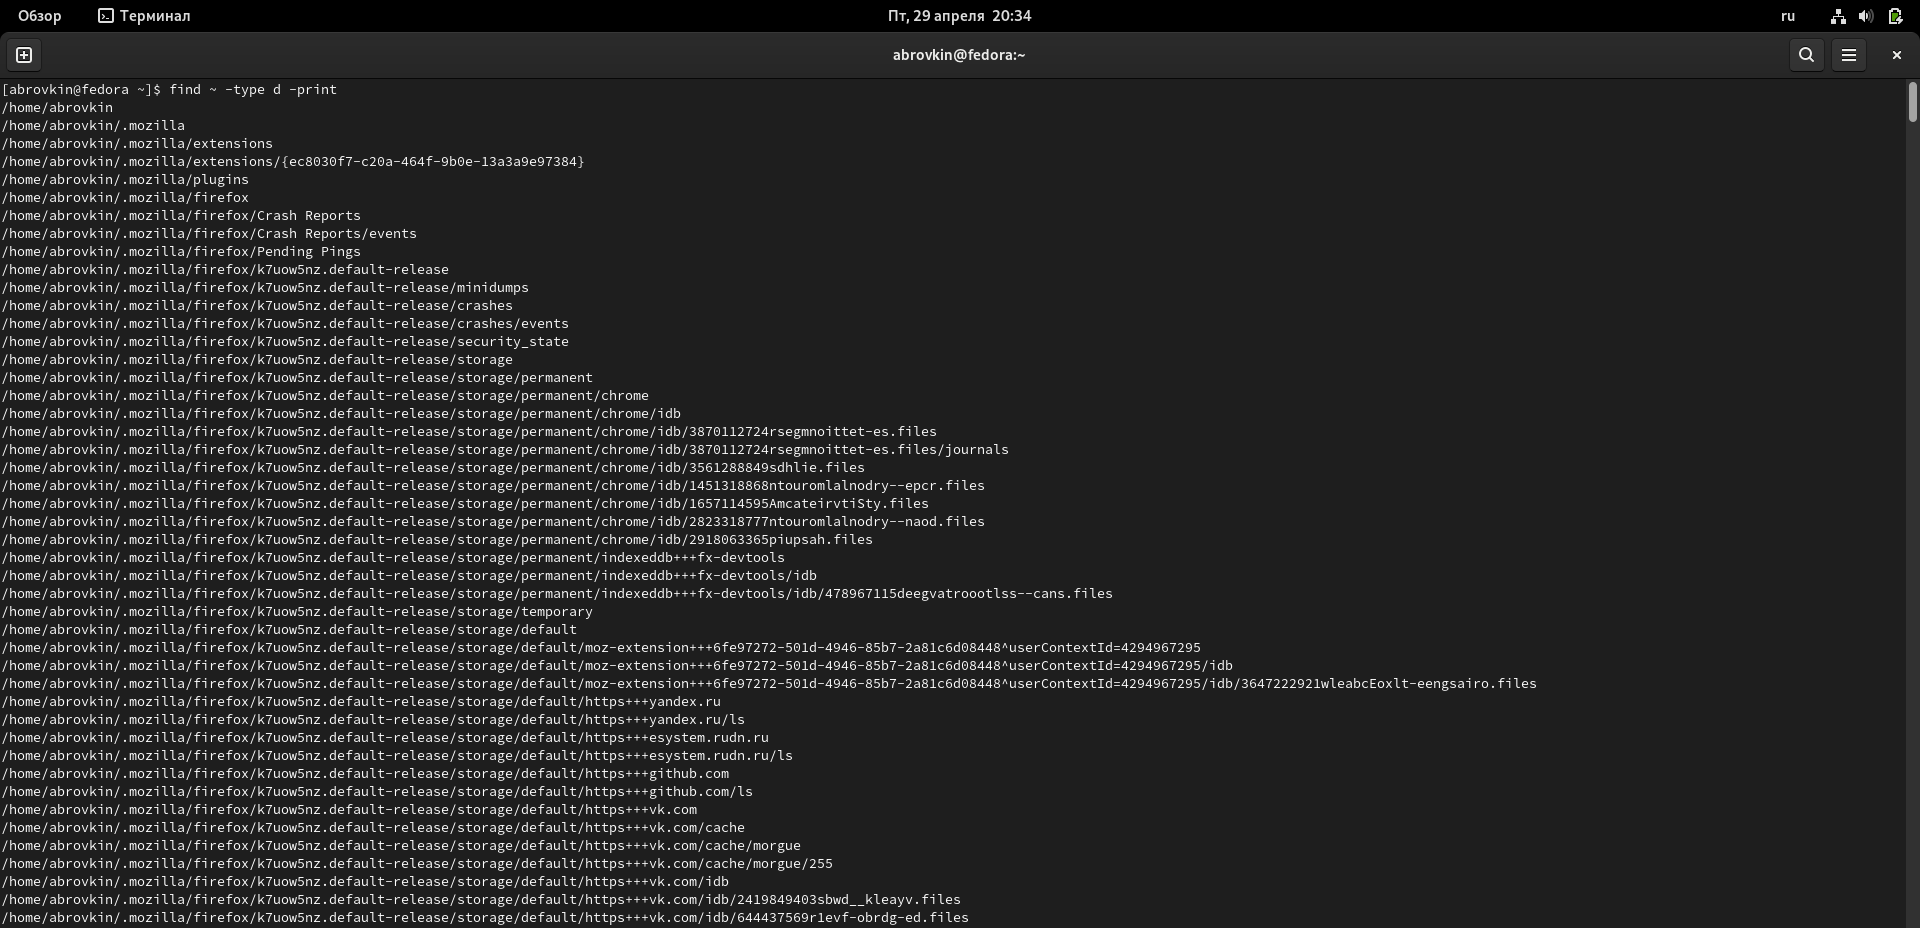 Обзор Терминал Пт, 29 апреля 20:34 ru
abrovkin@fedora:~
[abrovkin@fedora ~]$ find ~ -type d -print
/home/abrovkin
/home/abrovkin/.mozilla
/home/abrovkin/.mozilla/extensions
/home/abrovkin/.mozilla/extensions/{ec8030f7-c20a-464f-9b0e-13a3a9e97384}
/home/abrovkin/.mozilla/plugins
/home/abrovkin/.mozilla/firefox
/home/abrovkin/.mozilla/firefox/Crash Reports
/home/abrovkin/.mozilla/firefox/Crash Reports/events
/home/abrovkin/.mozilla/firefox/Pending Pings
/home/abrovkin/.mozilla/firefox/k7uow5nz.default-release
/home/abrovkin/.mozilla/firefox/k7uow5nz.default-release/minidumps
/home/abrovkin/.mozilla/firefox/k7uow5nz.default-release/crashes
/home/abrovkin/.mozilla/firefox/k7uow5nz.default-release/crashes/events
/home/abrovkin/.mozilla/firefox/k7uow5nz.default-release/security_state
/home/abrovkin/.mozilla/firefox/k7uow5nz.default-release/storage
/home/abrovkin/.mozilla/firefox/k7uow5nz.default-release/storage/permanent
/home/abrovkin/.mozilla/firefox/k7uow5nz.default-release/storage/permanent/chrome
/home/abrovkin/.mozilla/firefox/k7uow5nz.default-release/storage/permanent/chrome/idb
/home/abrovkin/.mozilla/firefox/k7uow5nz.default-release/storage/permanent/chrome/idb/3870112724rsegmnoittet-es.files
/home/abrovkin/.mozilla/firefox/k7uow5nz.default-release/storage/permanent/chrome/idb/3870112724rsegmnoittet-es.files/journals
/home/abrovkin/.mozilla/firefox/k7uow5nz.default-release/storage/permanent/chrome/idb/3561288849sdhlie.files
/home/abrovkin/.mozilla/firefox/k7uow5nz.default-release/storage/permanent/chrome/idb/1451318868ntouromlalnodry--epcr.files
/home/abrovkin/.mozilla/firefox/k7uow5nz.default-release/storage/permanent/chrome/idb/1657114595AmcateirvtiSty.files
/home/abrovkin/.mozilla/firefox/k7uow5nz.default-release/storage/permanent/chrome/idb/2823318777ntouromlalnodry--naod.files
/home/abrovkin/.mozilla/firefox/k7uow5nz.default-release/storage/permanent/chrome/idb/2918063365piupsah.files
/home/abrovkin/.mozilla/firefox/k7uow5nz.default-release/storage/permanent/indexeddb+++fx-devtools
/home/abrovkin/.mozilla/firefox/k7uow5nz.default-release/storage/permanent/indexeddb+++fx-devtools/idb
/home/abrovkin/.mozilla/firefox/k7uow5nz.default-release/storage/permanent/indexeddb+++fx-devtools/idb/478967115deegvatroootlss--cans.files
/home/abrovkin/.mozilla/firefox/k7uow5nz.default-release/storage/temporary
/home/abrovkin/.mozilla/firefox/k7uow5nz.default-release/storage/default
/home/abrovkin/.mozilla/firefox/k7uow5nz.default-release/storage/default/moz-extension+++6fe97272-501d-4946-85b7-2a81c6d08448^userContextId=4294967295
/home/abrovkin/.mozilla/firefox/k7uow5nz.default-release/storage/default/moz-extension+++6fe97272-501d-4946-85b7-2a81c6d08448^userContextId=4294967295/idb
/home/abrovkin/.mozilla/firefox/k7uow5nz.default-release/storage/default/moz-extension+++6fe97272-501d-4946-85b7-2a81c6d08448^userContextId=4294967295/idb/3647222921wleabcEoxlt-eengsairo.files
/home/abrovkin/.mozilla/firefox/k7uow5nz.default-release/storage/default/https+++yandex.ru
/home/abrovkin/.mozilla/firefox/k7uow5nz.default-release/storage/default/https+++yandex.ru/ls
/home/abrovkin/.mozilla/firefox/k7uow5nz.default-release/storage/default/https+++esystem.rudn.ru
/home/abrovkin/.mozilla/firefox/k7uow5nz.default-release/storage/default/https+++esystem.rudn.ru/ls
/home/abrovkin/.mozilla/firefox/k7uow5nz.default-release/storage/default/https+++github.com
/home/abrovkin/.mozilla/firefox/k7uow5nz.default-release/storage/default/https+++github.com/ls
/home/abrovkin/.mozilla/firefox/k7uow5nz.default-release/storage/default/https+++vk.com
/home/abrovkin/.mozilla/firefox/k7uow5nz.default-release/storage/default/https+++vk.com/cache
/home/abrovkin/.mozilla/firefox/k7uow5nz.default-release/storage/default/https+++vk.com/cache/morgue
/home/abrovkin/.mozilla/firefox/k7uow5nz.default-release/storage/default/https+++vk.com/cache/morgue/255
/home/abrovkin/.mozilla/firefox/k7uow5nz.default-release/storage/default/https+++vk.com/idb
/home/abrovkin/.mozilla/firefox/k7uow5nz.default-release/storage/default/https+++vk.com/idb/2419849403sbwd__kleayv.files
/home/abrovkin/.mozilla/firefox/k7uow5nz.default-release/storage/default/https+++vk.com/idb/644437569r1evf-obrdg-ed.files